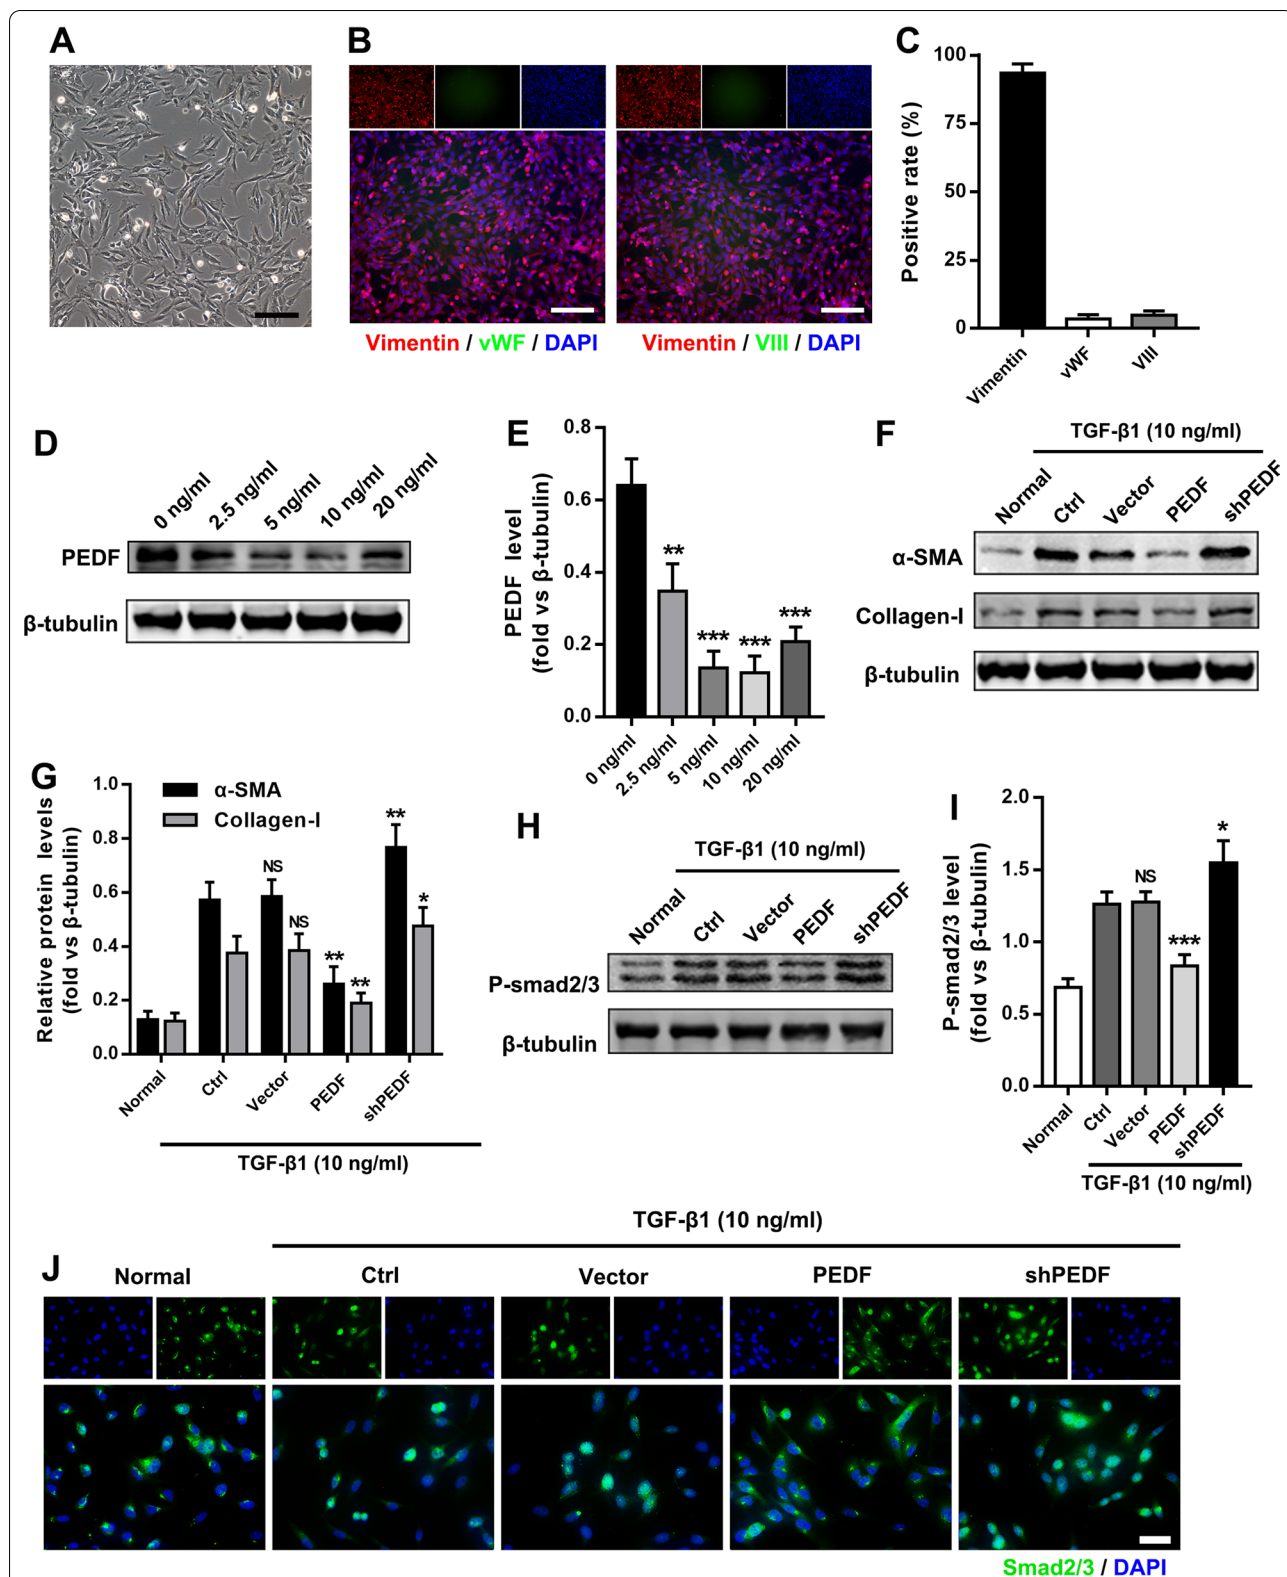 A
B
Vimentin / vWF / DAPI
Vimentin / VIII / DAPI
C
Positive rate (%)
100
75
50
25
0
Vimentin
vWF
VIII
D
0 ng/ml
2.5 ng/ml
5 ng/ml
10 ng/ml
20 ng/ml
PEDF
β-tubulin
E
PEDF level
(fold vs β-tubulin)
0.8
0.6
0.4
0.2
0.0
**
***
***
***
0 ng/ml
2.5 ng/ml
5 ng/ml
10 ng/ml
20 ng/ml
F
TGF-β1 (10 ng/ml)
Normal
Ctrl
Vector
PEDF
shPEDF
α-SMA
Collagen-I
β-tubulin
G
Relative protein levels
(fold vs β-tubulin)
1.0
0.8
0.6
0.4
0.2
0.0
α-SMA
Collagen-I
NS
NS
**
**
**
*
Normal
Ctrl
Vector
PEDF
shPEDF
TGF-β1 (10 ng/ml)
H
TGF-β1 (10 ng/ml)
Normal
Ctrl
Vector
PEDF
shPEDF
P-smad2/3
β-tubulin
I
P-smad2/3 level
(fold vs β-tubulin)
2.0
1.5
1.0
0.5
0.0
NS
***
*
Normal
Ctrl
Vector
PEDF
shPEDF
TGF-β1 (10 ng/ml)
TGF-β1 (10 ng/ml)
J
Normal
Ctrl
Vector
PEDF
shPEDF
Smad2/3 / DAPI